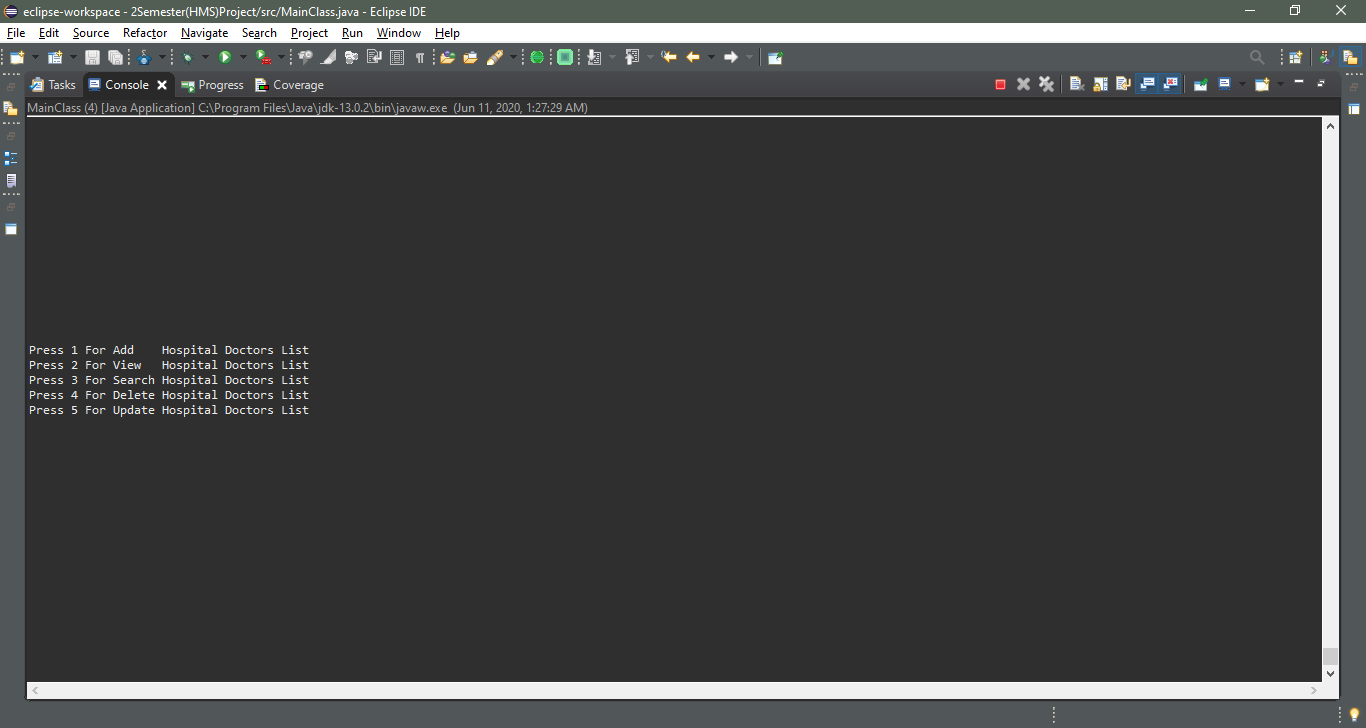 eclipse-workspace - 2Semester(HMS)Project/src/MainClass.java - Eclipse IDE
File Edit Source Refactor Navigate Search Project Run Window Help
Tasks Console Progress Coverage
MainClass (4) [Java Application] C:\Program Files\Java\jdk-13.0.2\bin\javaw.exe (Jun 11, 2020, 1:27:29 AM)
Press 1 For Add    Hospital Doctors List
Press 2 For View   Hospital Doctors List
Press 3 For Search Hospital Doctors List
Press 4 For Delete Hospital Doctors List
Press 5 For Update Hospital Doctors List